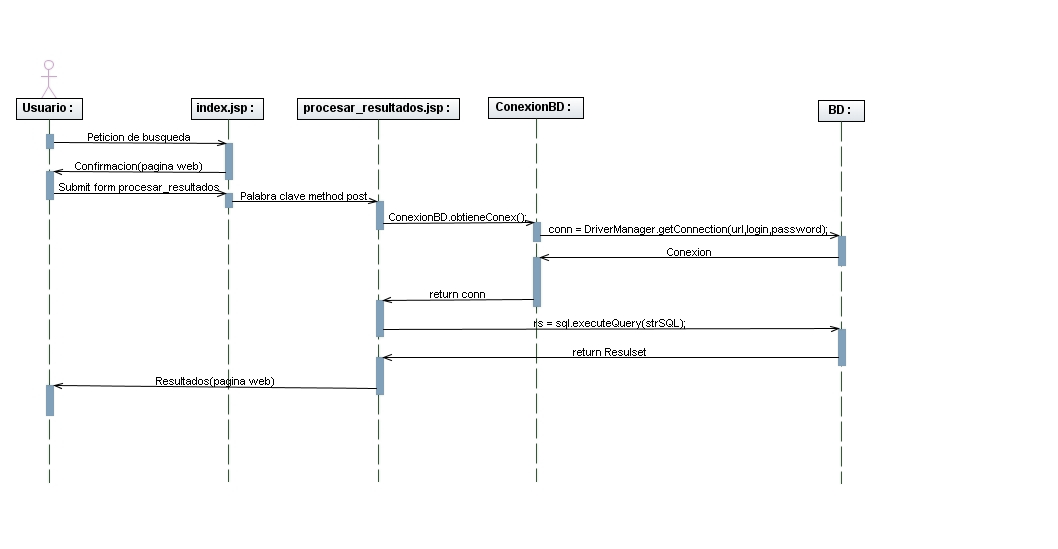 Usuario :
index.jsp :
procesar_resultados.jsp :
ConexionBD :
BD :
Peticion de busqueda
Confirmacion(pagina web)
Submit form procesar_resultados
Palabra clave method post
ConexionBD.obtieneConex();
conn = DriverManager.getConnection(url,login,password);
Conexion
return conn
rs = sql.executeQuery(strSQL);
return Resulset
Resultados(pagina web)